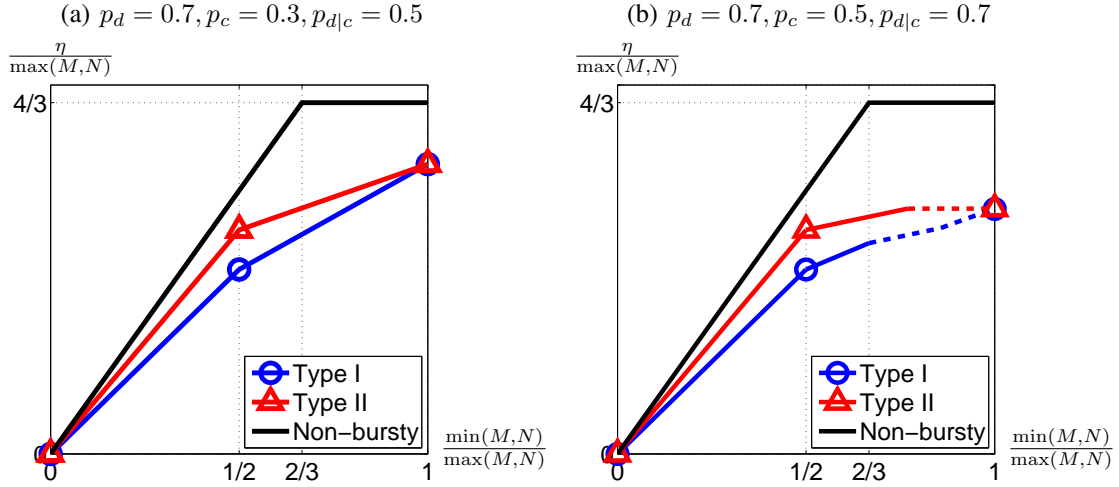 (a) $p_d = 0.7, p_c = 0.3, p_{d|c} = 0.5$
$\frac{\eta}{\max(M,N)}$
4/3
0
0
1/2
2/3
1
$\frac{\min(M,N)}{\max(M,N)}$
Type I
Type II
Non−bursty
(b) $p_d = 0.7, p_c = 0.5, p_{d|c} = 0.7$
$\frac{\eta}{\max(M,N)}$
4/3
0
0
1/2
2/3
1
$\frac{\min(M,N)}{\max(M,N)}$
Type I
Type II
Non−bursty